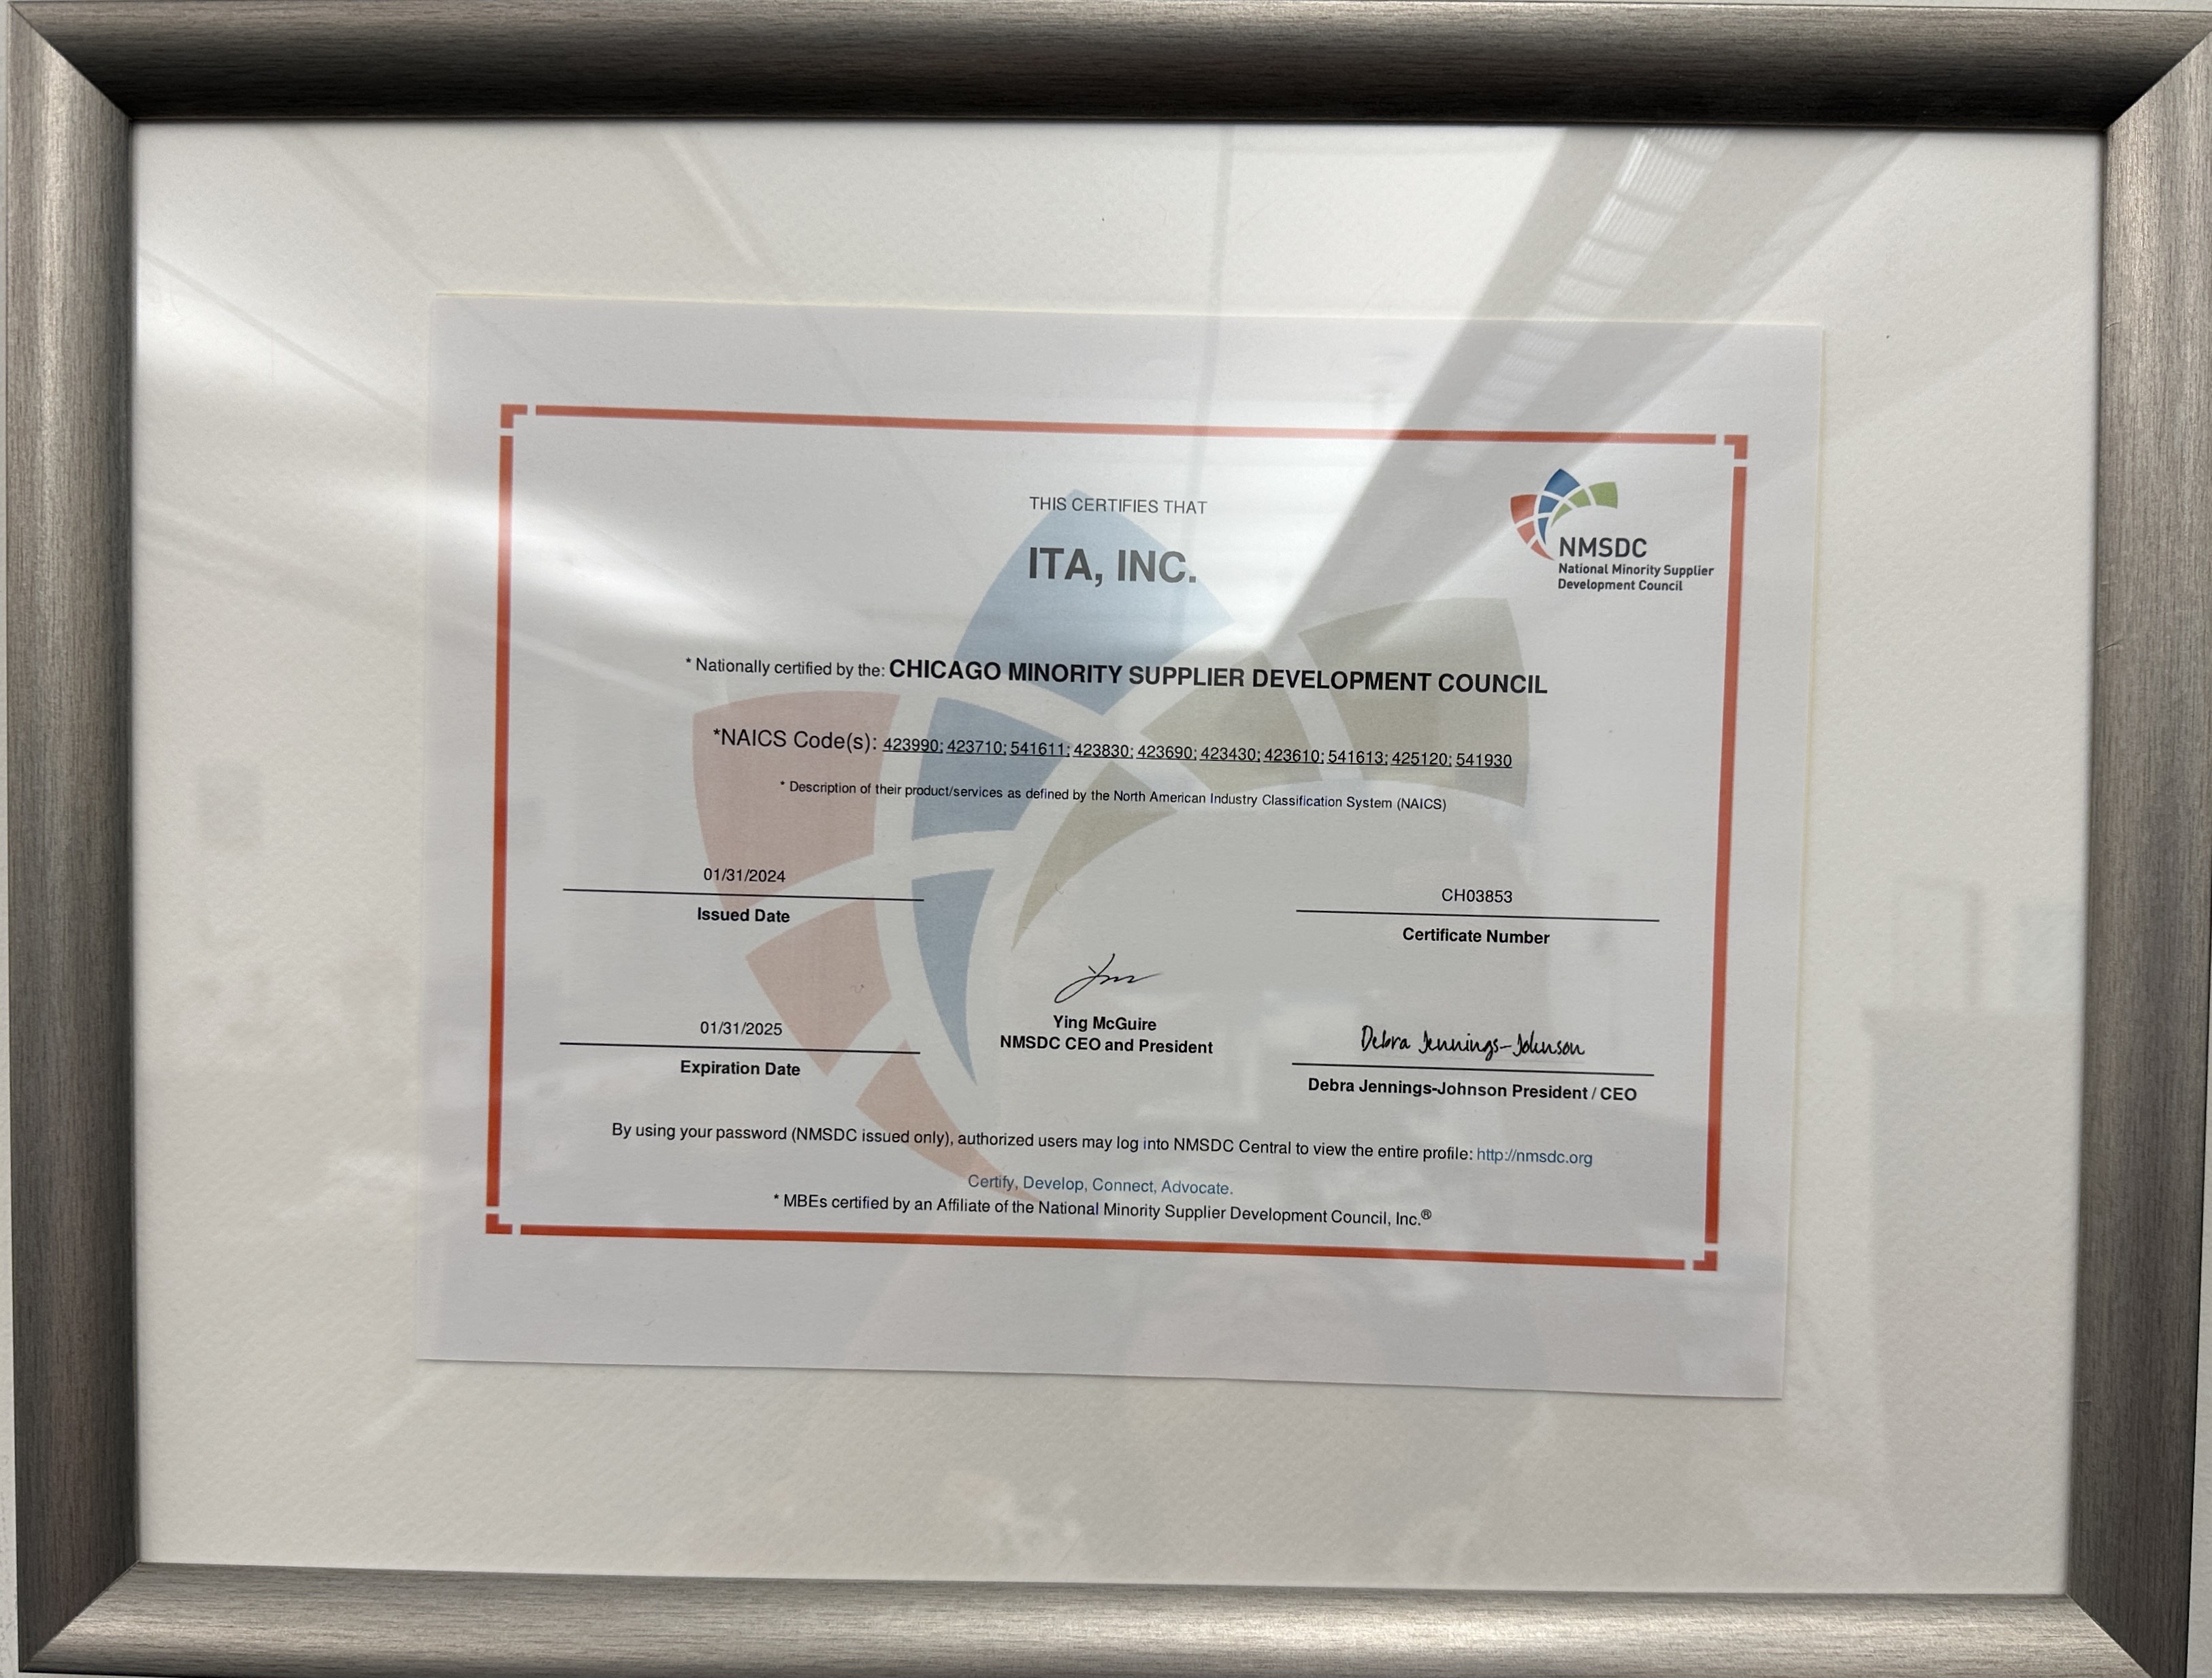 THIS CERTIFIES THAT
ITA, INC.
NMSDC
National Minority Supplier
Development Council
* Nationally certified by the: CHICAGO MINORITY SUPPLIER DEVELOPMENT COUNCIL
*NAICS Code(s): 423990; 423710; 541611; 423830; 423690; 423430; 423610; 541613; 425120; 541930
* Description of their product/services as defined by the North American Industry Classification System (NAICS)
01/31/2024
Issued Date
CH03853
Certificate Number
01/31/2025
Expiration Date
Ying McGuire
NMSDC CEO and President
Debra Jennings-Johnson
Debra Jennings-Johnson President / CEO
By using your password (NMSDC issued only), authorized users may log into NMSDC Central to view the entire profile: http://nmsdc.org
Certify, Develop, Connect, Advocate.
* MBEs certified by an Affiliate of the National Minority Supplier Development Council, Inc.®